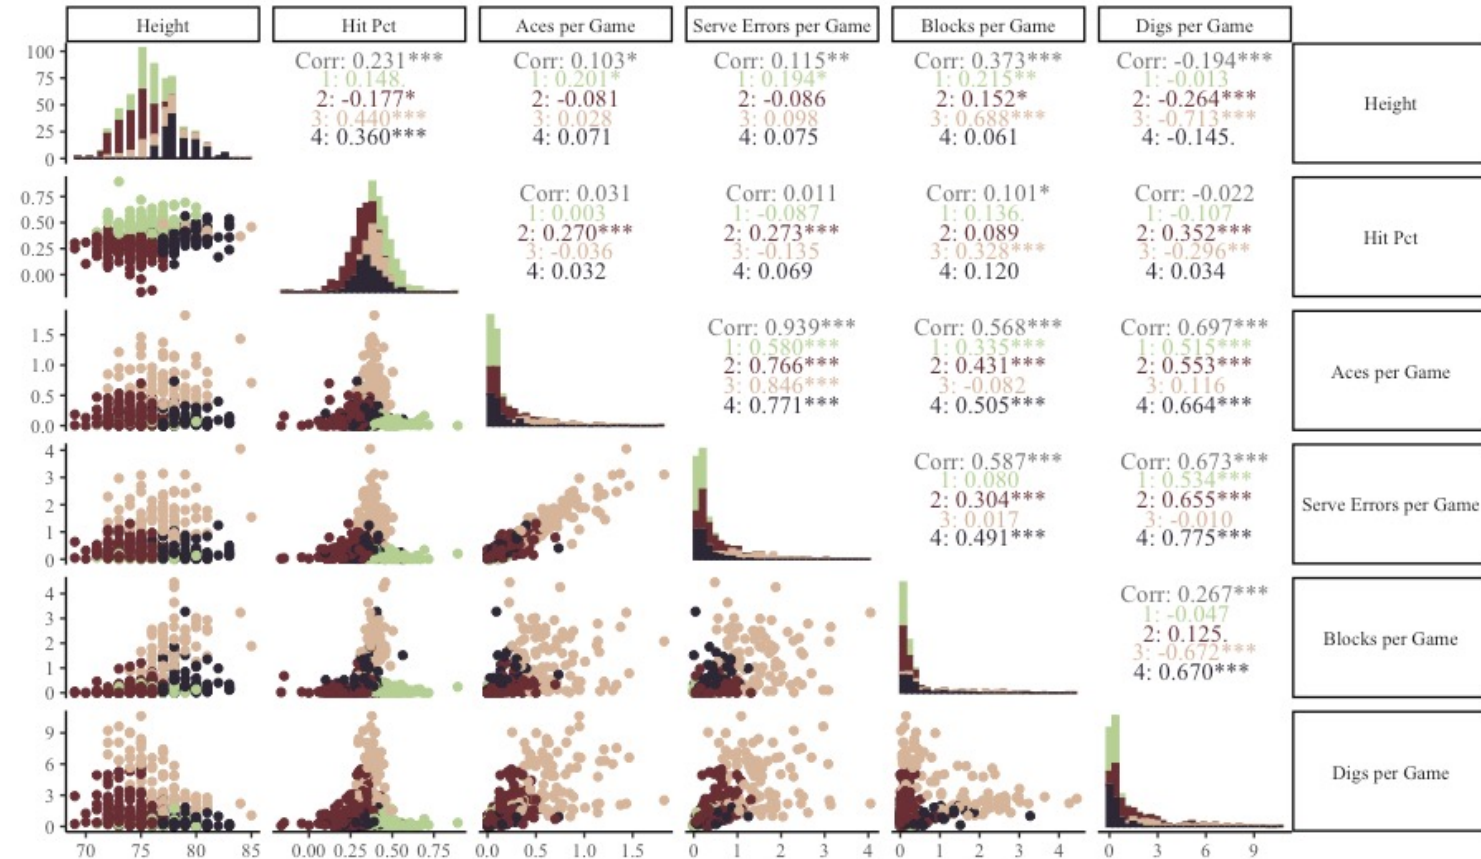 Height
Hit Pct
Aces per Game
Serve Errors per Game
Blocks per Game
Digs per Game
100
75
50
25
0
Corr: 0.231***
1: 0.148.
2: -0.177*
3: 0.440***
4: 0.360***
Corr: 0.103*
1: 0.201*
2: -0.081
3: 0.028
4: 0.071
Corr: 0.115**
1: 0.194*
2: -0.086
3: 0.098
4: 0.075
Corr: 0.373***
1: 0.215**
2: 0.152*
3: 0.688***
4: 0.061
Corr: -0.194***
1: -0.013
2: -0.264***
3: -0.713***
4: -0.145.
Height
0.75
0.50
0.25
0.00
Corr: 0.031
1: 0.003
2: 0.270***
3: -0.036
4: 0.032
Corr: 0.011
1: -0.087
2: 0.273***
3: -0.135
4: 0.069
Corr: 0.101*
1: 0.136.
2: 0.089
3: 0.328***
4: 0.120
Corr: -0.022
1: -0.107
2: 0.352***
3: -0.296**
4: 0.034
Hit Pct
1.5
1.0
0.5
0.0
Corr: 0.939***
1: 0.580***
2: 0.766***
3: 0.846***
4: 0.771***
Corr: 0.568***
1: 0.335***
2: 0.431***
3: -0.082
4: 0.505***
Corr: 0.697***
1: 0.515***
2: 0.553***
3: 0.116
4: 0.664***
Aces per Game
4
3
2
1
0
Corr: 0.587***
1: 0.080
2: 0.304***
3: 0.017
4: 0.491***
Corr: 0.673***
1: 0.534***
2: 0.655***
3: -0.010
4: 0.775***
Serve Errors per Game
4
3
2
1
0
Corr: 0.267***
1: -0.047
2: 0.125.
3: -0.672***
4: 0.670***
Blocks per Game
9
6
3
0
Digs per Game
70 75 80 85
0.00 0.25 0.50 0.75
0.0 0.5 1.0 1.5
0 1 2 3 4
0 1 2 3 4
0 3 6 9